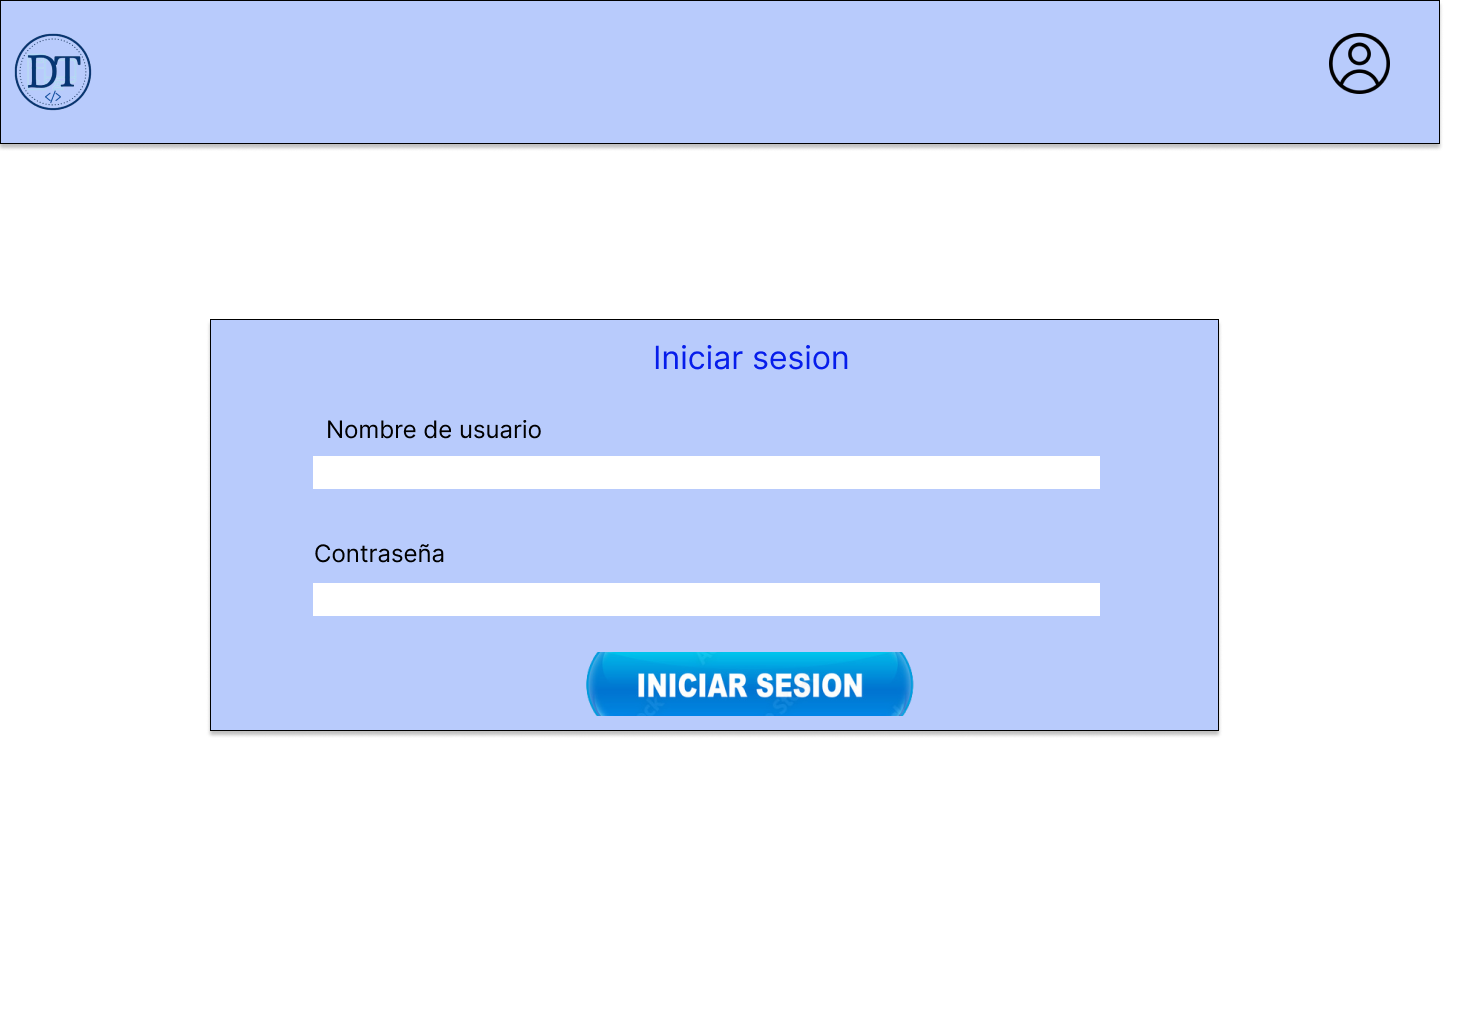 DT
</>
Iniciar sesion
Nombre de usuario
Contraseña
INICIAR SESION